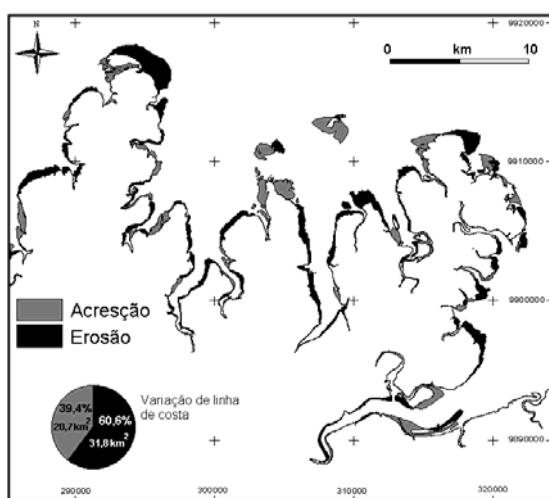 N
9920000
0 km 10
9910000
9900000
Acresção
Erosão
Variação de linha
de costa
39,4%
20,7km2
60,6%
31,8km2
9890000
290000 300000 310000 320000